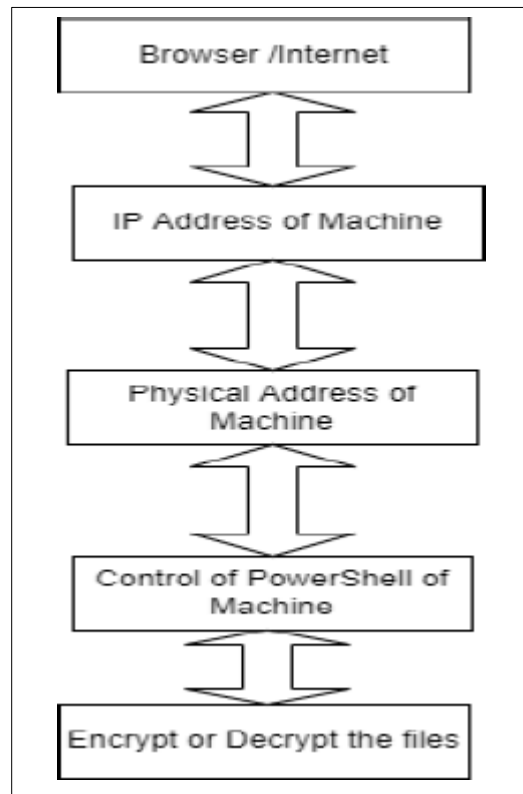 Browser /Internet
IP Address of Machine
Physical Address of
Machine
Control of PowerShell of
Machine
Encrypt or Decrypt the files